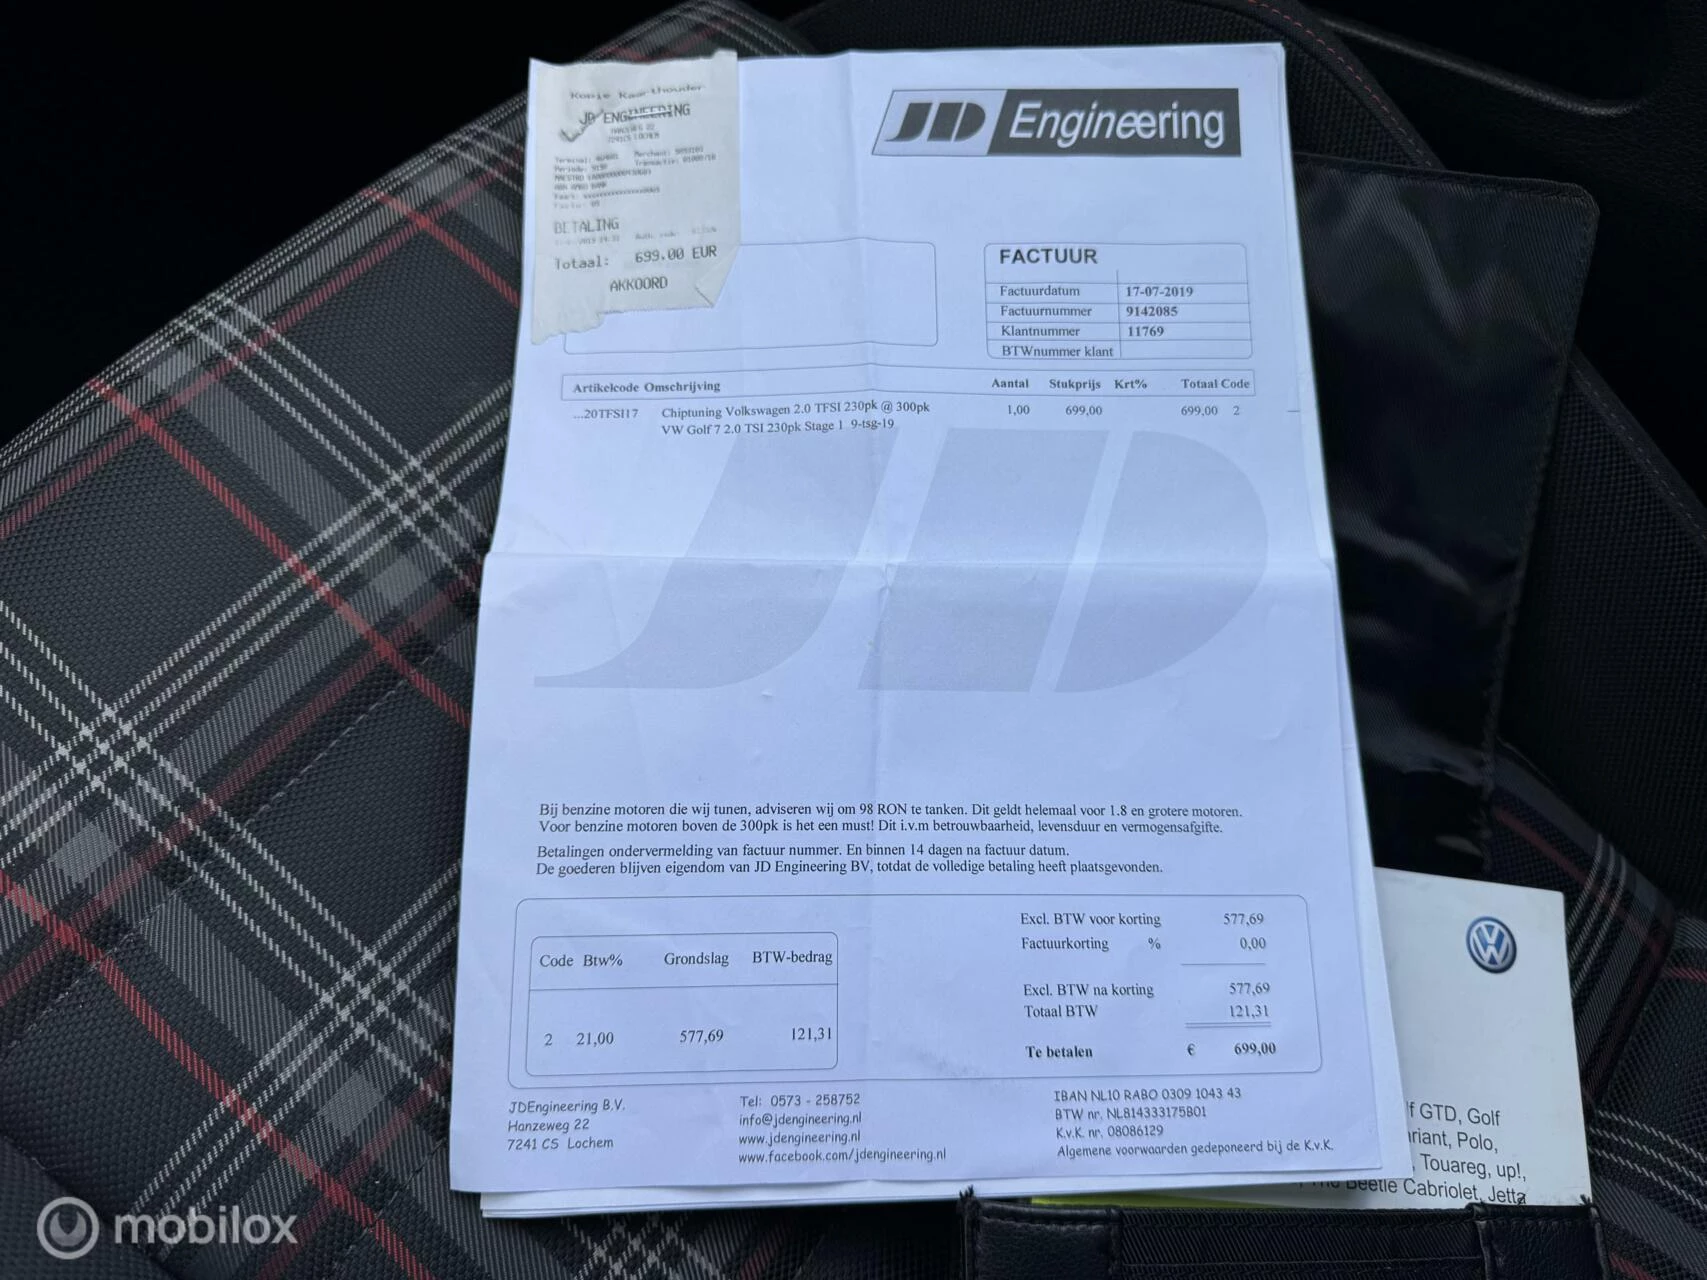 Kopie Kaarthouder
JD ENGINEERING
HANZEWEG 22
7241CS LOCHEM
BETALING
Totaal: 699.00 EUR
AKKOORD
JD Engineering
FACTUUR
Factuurdatum 17-07-2019
Factuurnummer 9142085
Klantnummer 11769
BTWnummer klant
Artikelcode Omschrijving Aantal Stukprijs Krt% Totaal Code
...20TFSI17 Chiptuning Volkswagen 2.0 TFSI 230pk @ 300pk 1,00 699,00 699,00 2
VW Golf 7 2.0 TSI 230pk Stage 1 9-tsg-19
JD
Bij benzine motoren die wij tunen, adviseren wij om 98 RON te tanken. Dit geldt helemaal voor 1.8 en grotere motoren.
Voor benzine motoren boven de 300pk is het een must! Dit i.v.m betrouwbaarheid, levensduur en vermogensafgifte.
Betalingen ondervermelding van factuur nummer. En binnen 14 dagen na factuur datum.
De goederen blijven eigendom van JD Engineering BV, totdat de volledige betaling heeft plaatsgevonden.
Excl. BTW voor korting 577,69
Factuurkorting % 0,00
Excl. BTW na korting 577,69
Totaal BTW 121,31
Te betalen € 699,00
Code Btw% Grondslag BTW-bedrag
2 21,00 577,69 121,31
JDEngineering B.V.
Hanzeweg 22
7241 CS Lochem
Tel: 0573 - 258752
info@jdengineering.nl
www.jdengineering.nl
www.facebook.com/jdengineering.nl
IBAN NL10 RABO 0309 1043 43
BTW nr. NL814333175B01
K.v.K. nr. 08086129
Algemene voorwaarden gedeponeerd bij de K.v.K.
GTD, Golf
riant, Polo,
, Touareg, up!,
Beetle Cabriolet, Jetta
mobilox